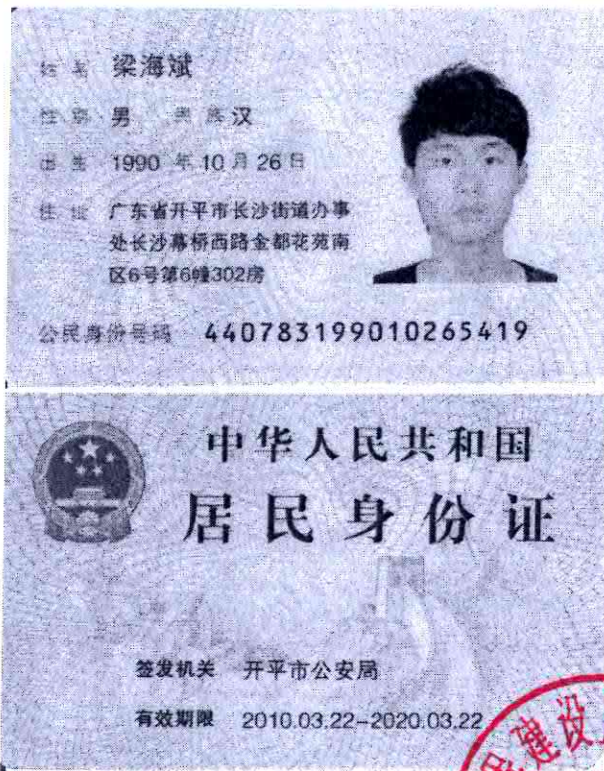 姓名 梁海斌
性别 男 民族 汉
出生 1990 年 10 月 26 日
住址 广东省开平市长沙街道办事
处长沙幕桥西路金都花苑南
区6号第6幢302房
公民身份号码 440783199010265419
中华人民共和国
居民身份证
签发机关 开平市公安局
有效期限 2010.03.22-2020.03.22
建设